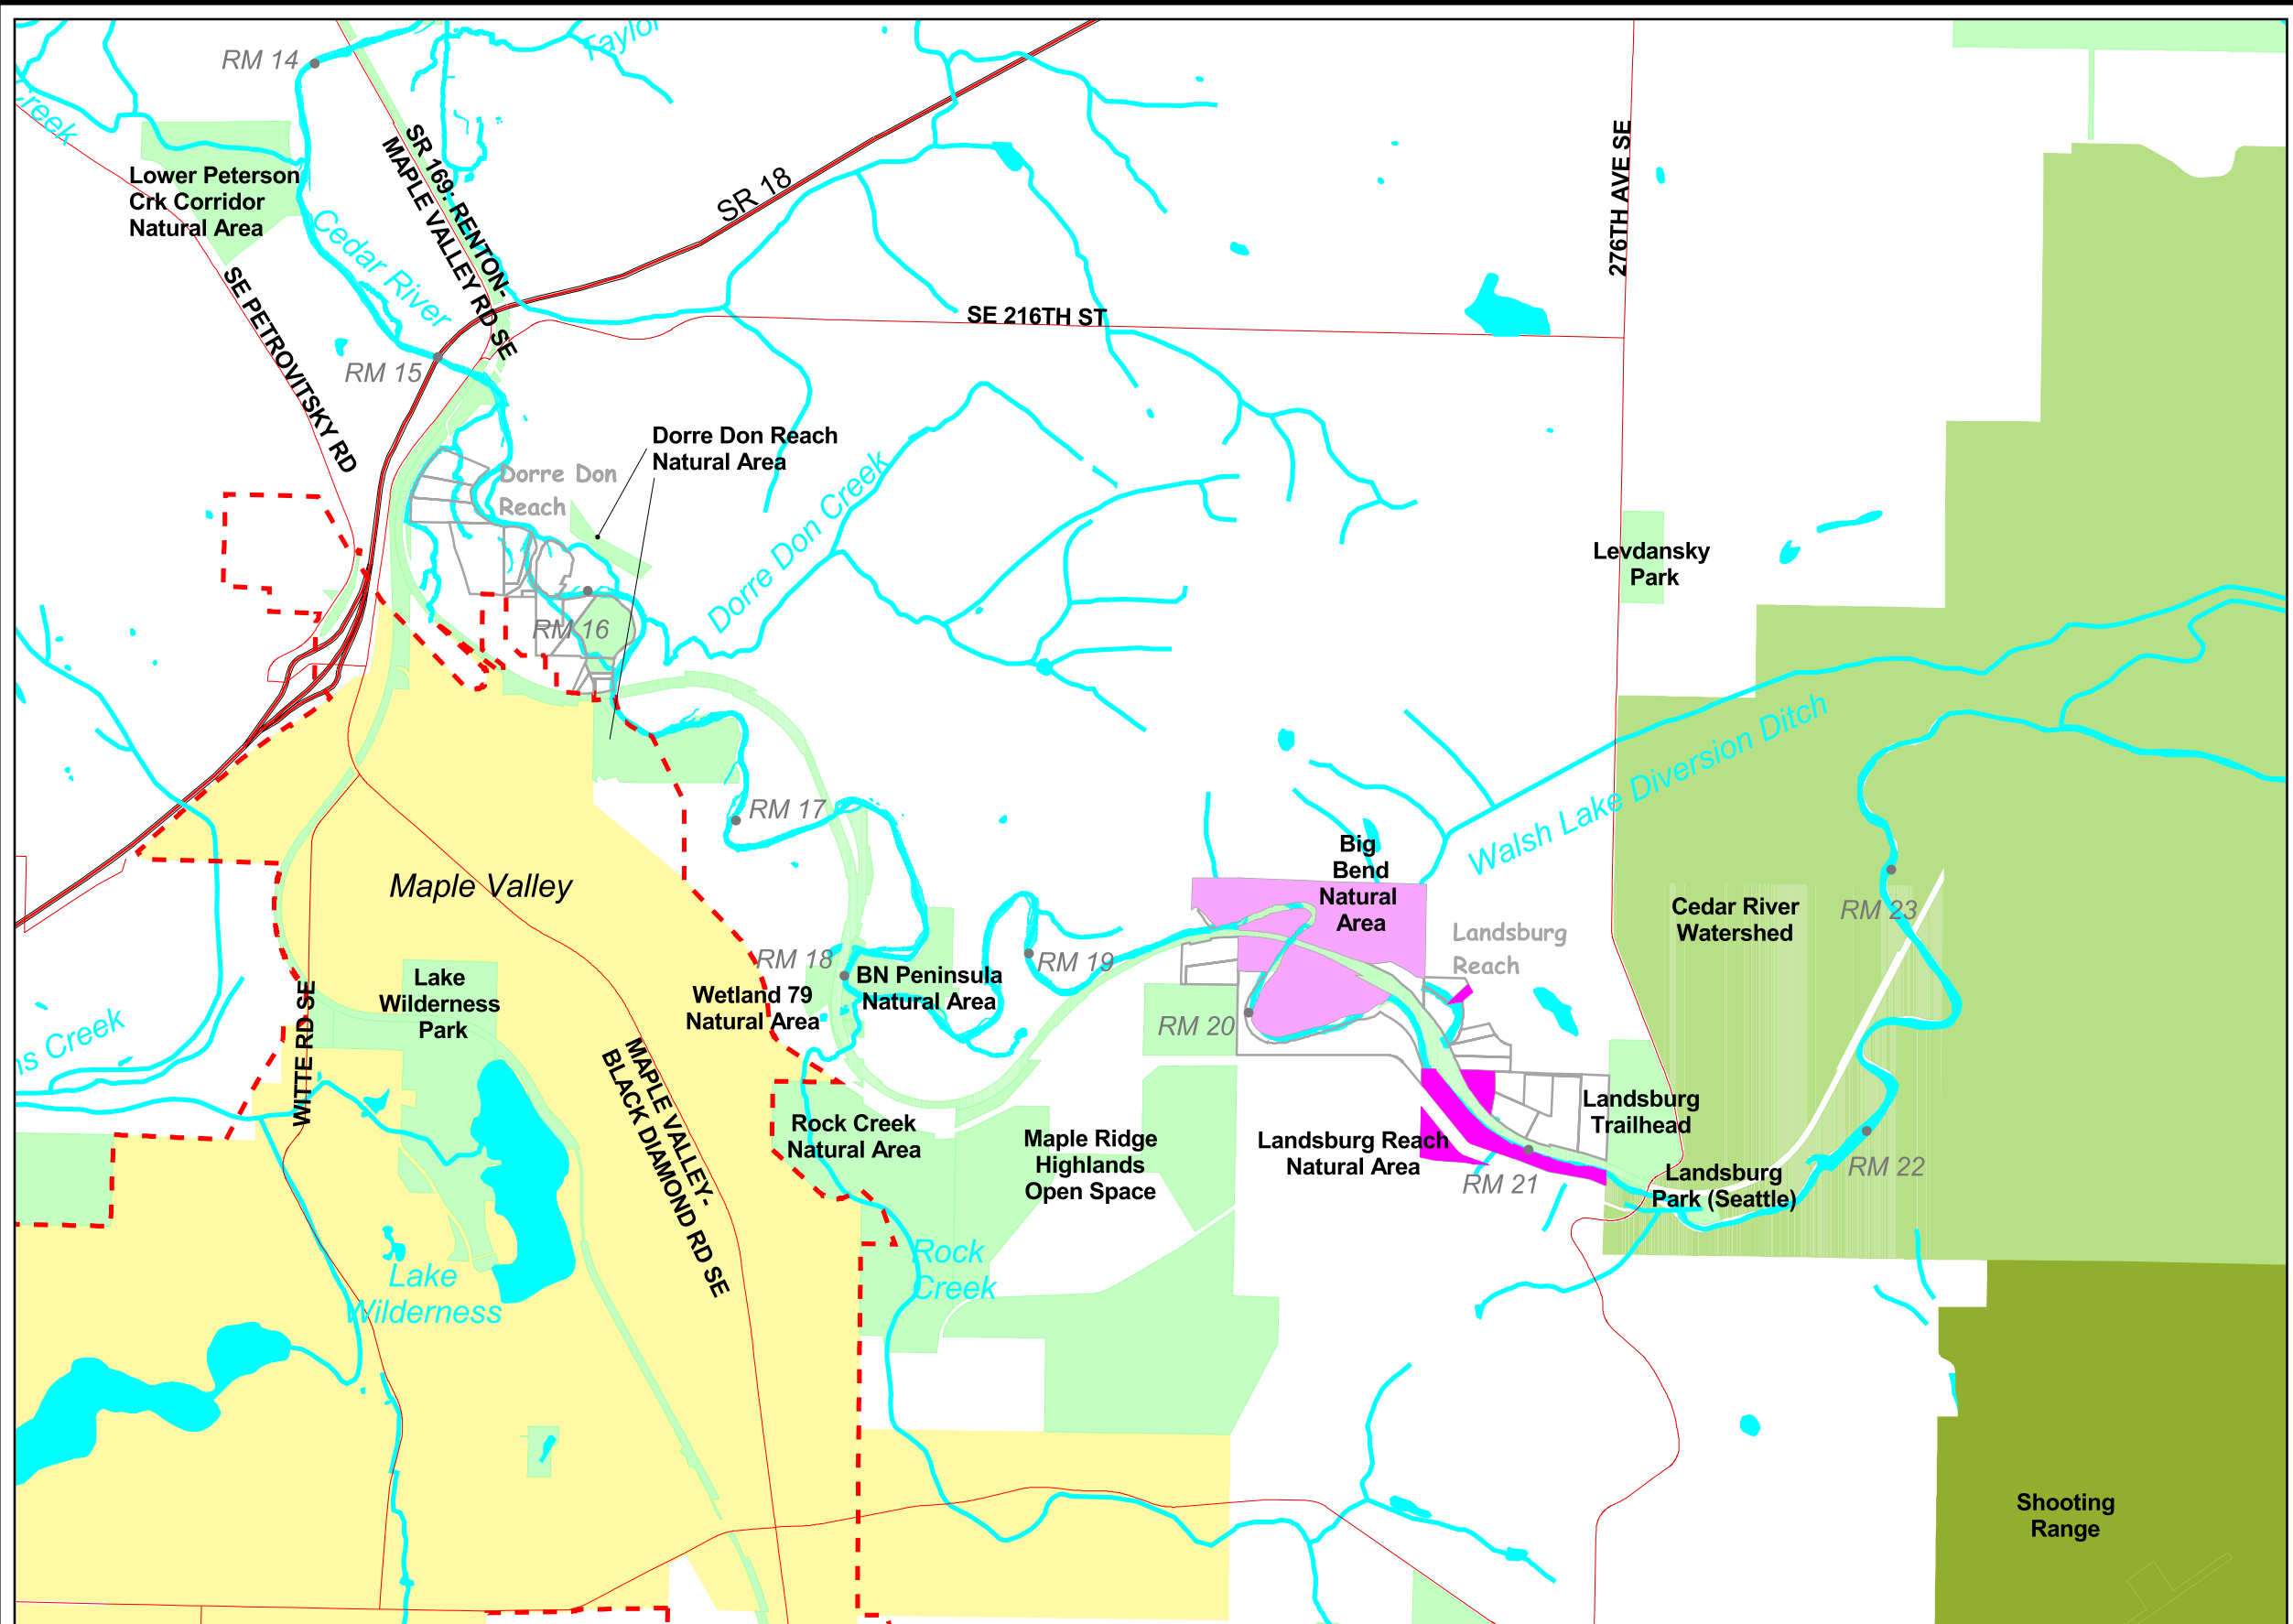 RM 14
Taylor
Creek
Lower Peterson
Crk Corridor
Natural Area
SR 169: RENTON-
MAPLE VALLEY RD SE
SR 18
276TH AVE SE
Cedar River
SE PETROVITSKY RD
SE 216TH ST
RM 15
Dorre Don Reach
Natural Area
Dorre Don
Reach
Dorre Don Creek
Levdansky
Park
RM 16
Walsh Lake Diversion Ditch
RM 17
Big
Bend
Natural
Area
Maple Valley
Cedar River
Watershed
RM 23
Landsburg
Reach
RM 18
RM 19
BN Peninsula
Natural Area
Wetland 79
Natural Area
Lake
Wilderness
Park
RM 20
ns Creek
WITTE RD SE
MAPLE VALLEY-
BLACK DIAMOND RD SE
Rock Creek
Natural Area
Maple Ridge
Highlands
Open Space
Landsburg Reach
Natural Area
Landsburg
Trailhead
RM 21
Landsburg
Park (Seattle)
RM 22
Rock
Creek
Lake
Wilderness
Shooting
Range